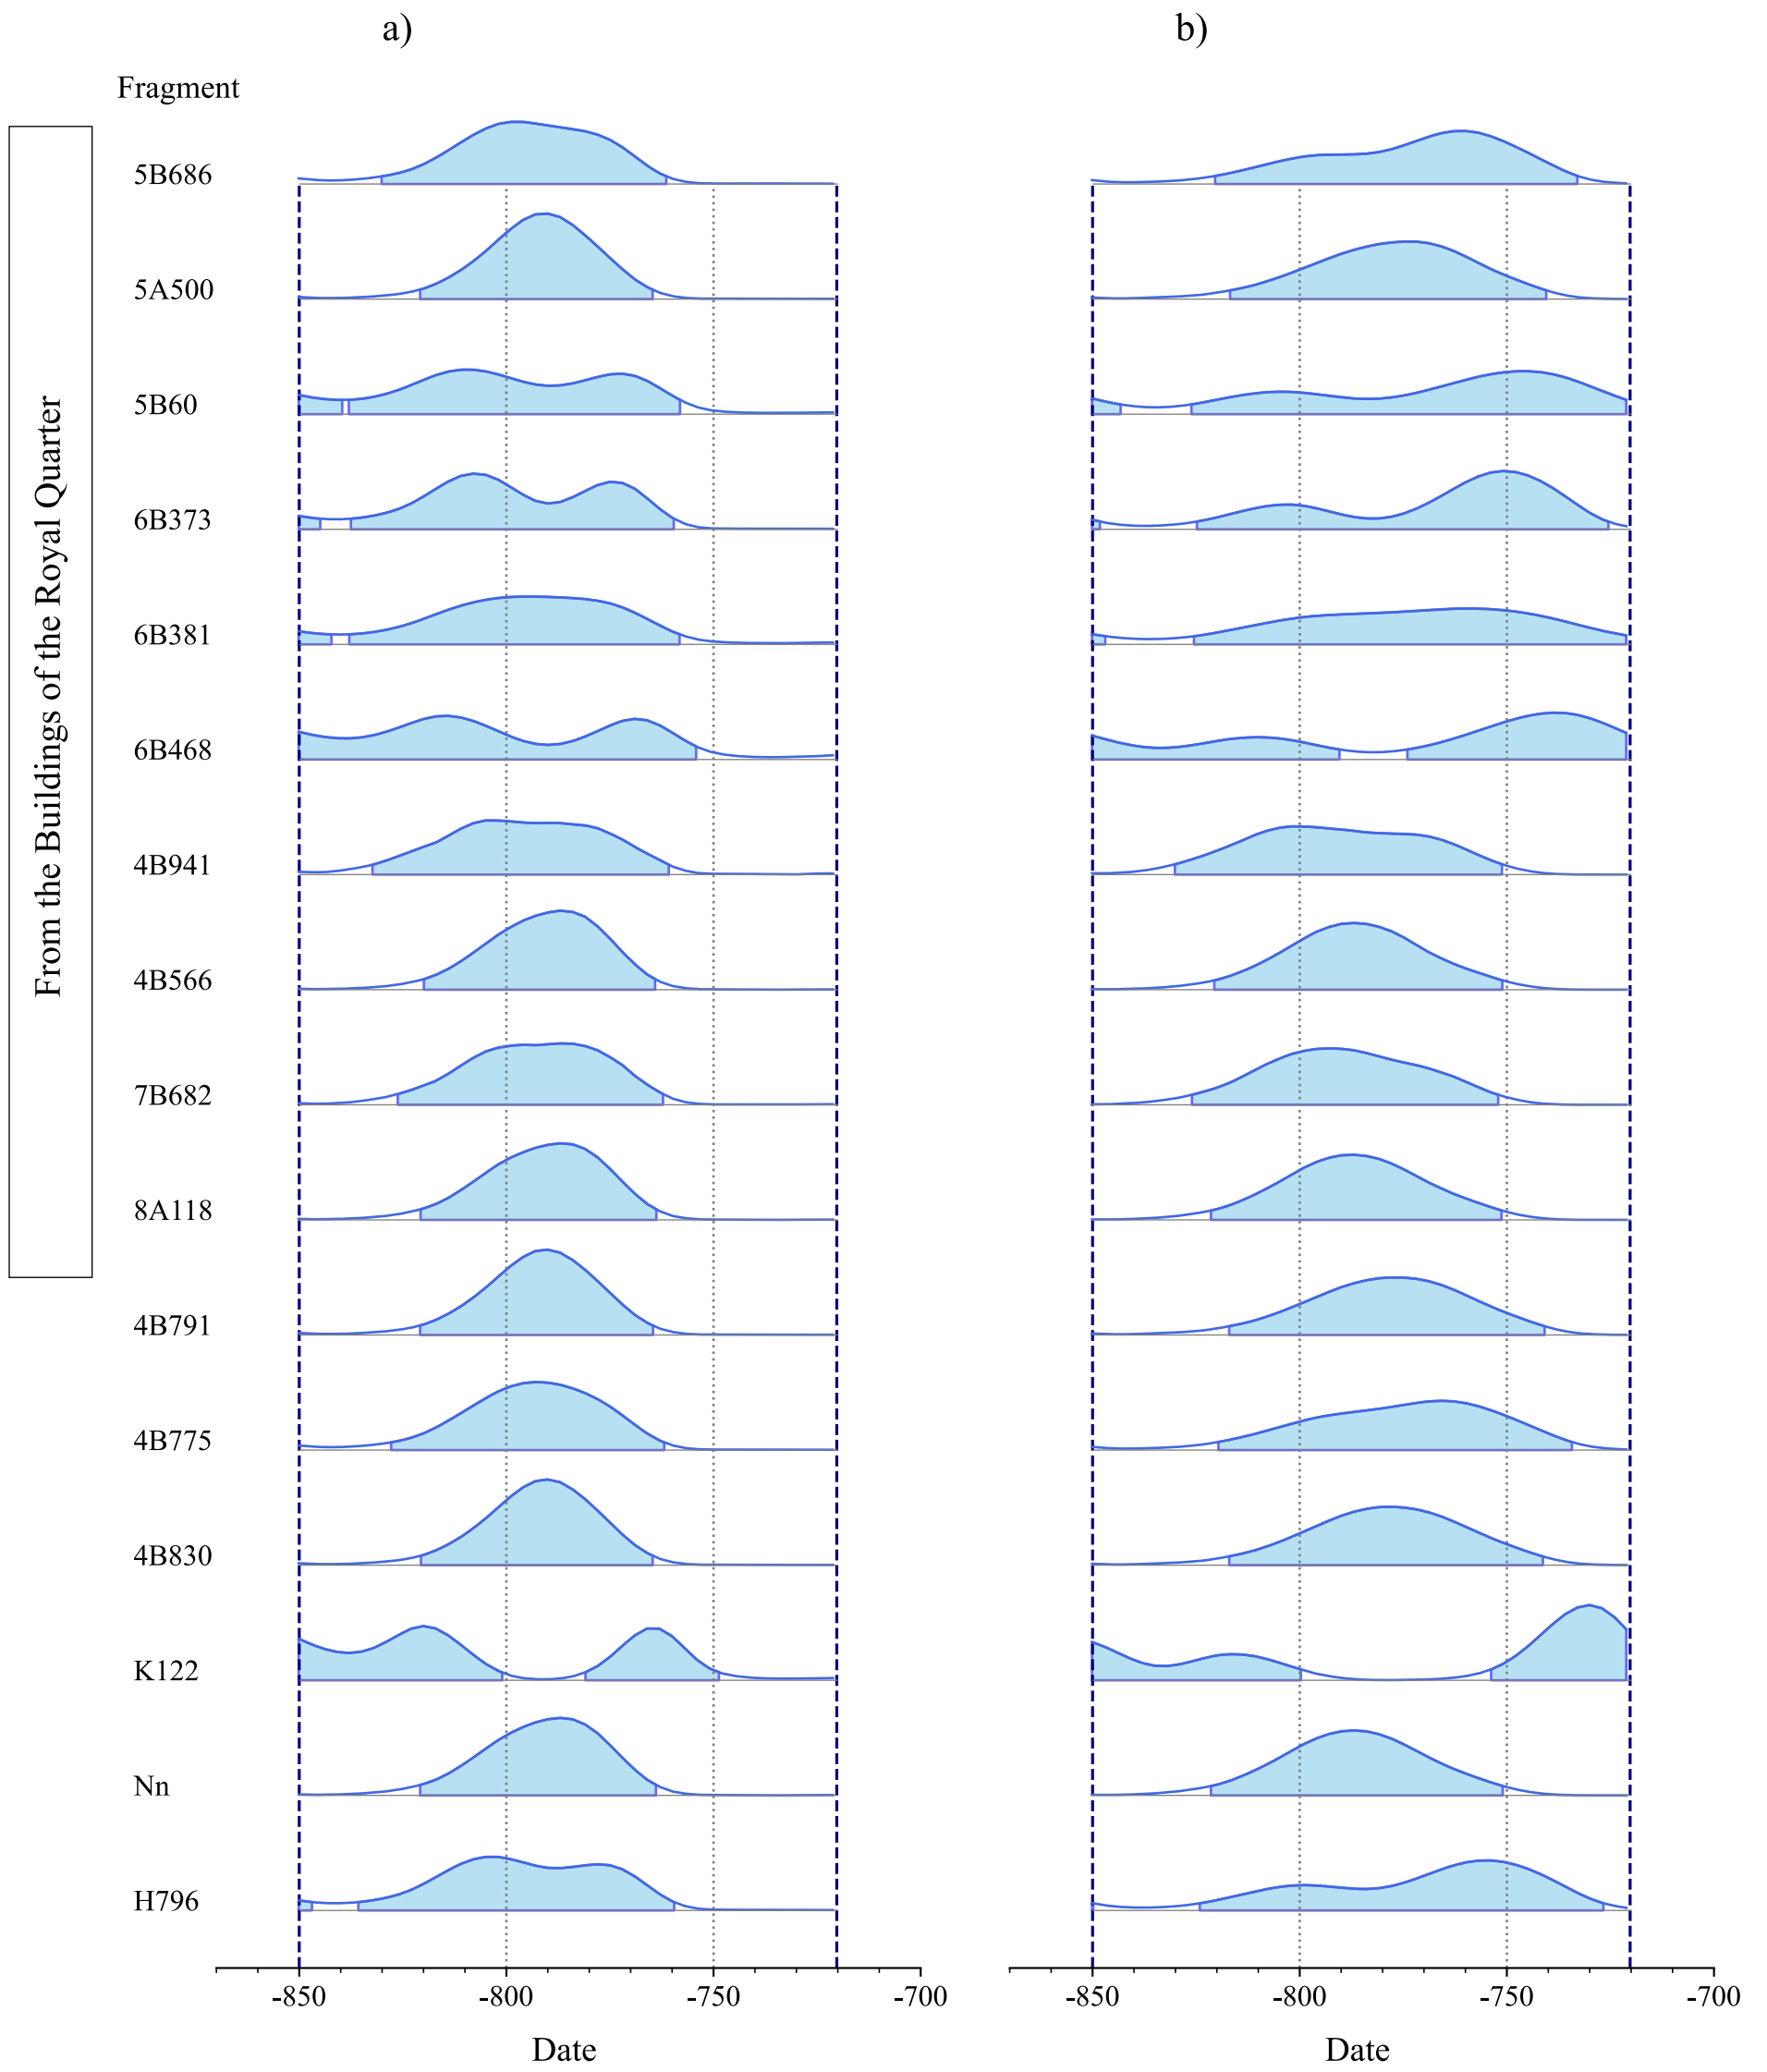 a) b)
Fragment
From the Buildings of the Royal Quarter
5B686
5A500
5B60
6B373
6B381
6B468
4B941
4B566
7B682
8A118
4B791
4B775
4B830
K122
Nn
H796
-850 -800 -750 -700 -850 -800 -750 -700
Date Date